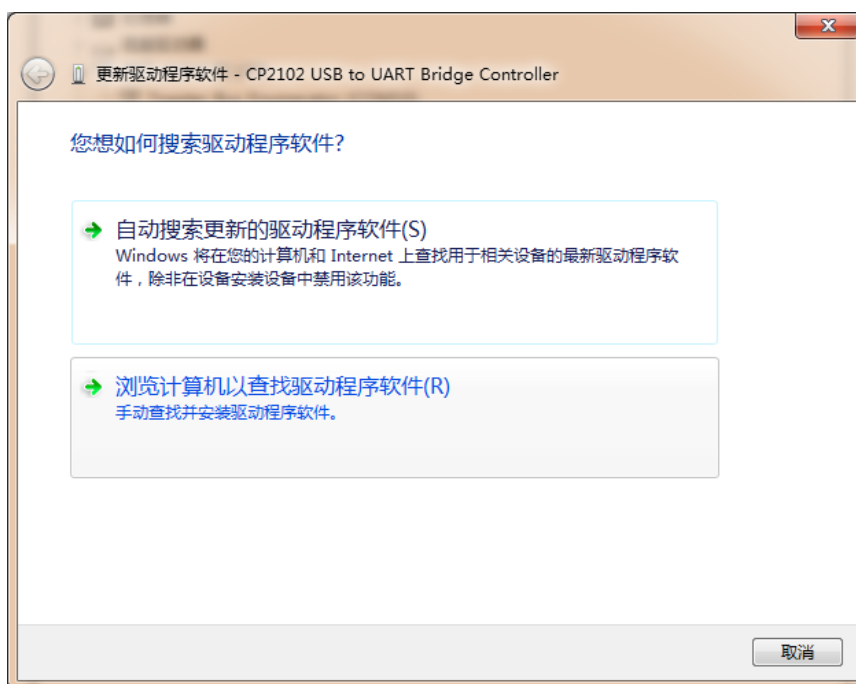 更新驱动程序软件 - CP2102 USB to UART Bridge Controller
您想如何搜索驱动程序软件?
自动搜索更新的驱动程序软件(S)
Windows 将在您的计算机和 Internet 上查找用于相关设备的最新驱动程序软
件，除非在设备安装设备中禁用该功能。
浏览计算机以查找驱动程序软件(R)
手动查找并安装驱动程序软件。
取消